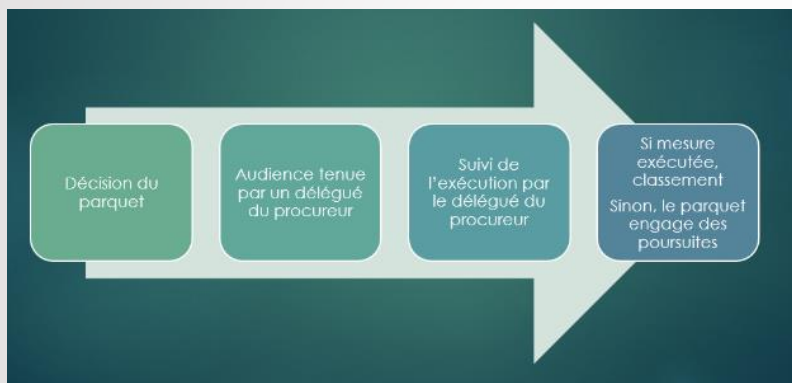 Décision du
parquet
Audience tenue
par un délégué
du procureur
Suivi de
l'exécution par
le délégué du
procureur
Si mesure
exécutée,
classement
Sinon, le parquet
engage des
poursuites